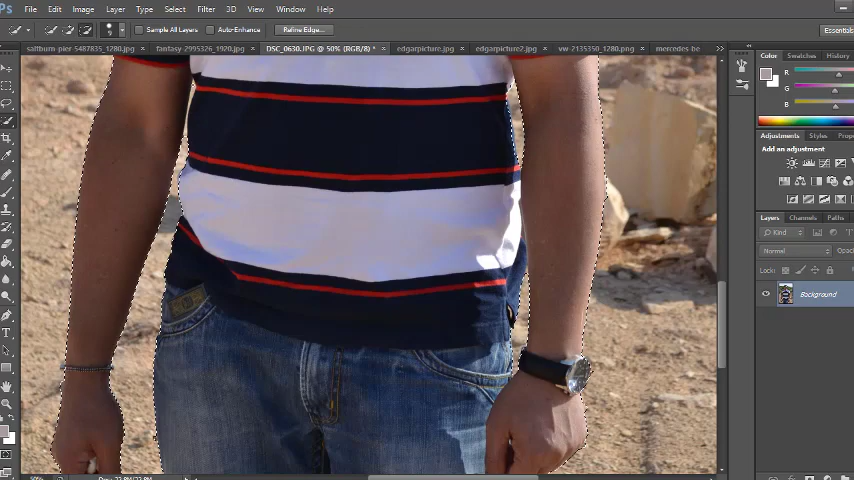 Ps File Edit Image Layer Type Select Filter 3D View Window Help
Sample All Layers Auto-Enhance Refine Edge... Essentials
9
saltburn-pier-5487835_1280.jpg × fantasy-2995326_1920.jpg × DSC_0630.JPG @ 50% (RGB/8) * × edgarpicture.jpg × edgarpicture2.jpg × vw-2135350_1280.png × mercedes-be
Color Swatches History
R
G
B
Adjustments Styles
Add an adjustment
Layers Channels Paths
Kind
Normal
Lock:
Background
50%